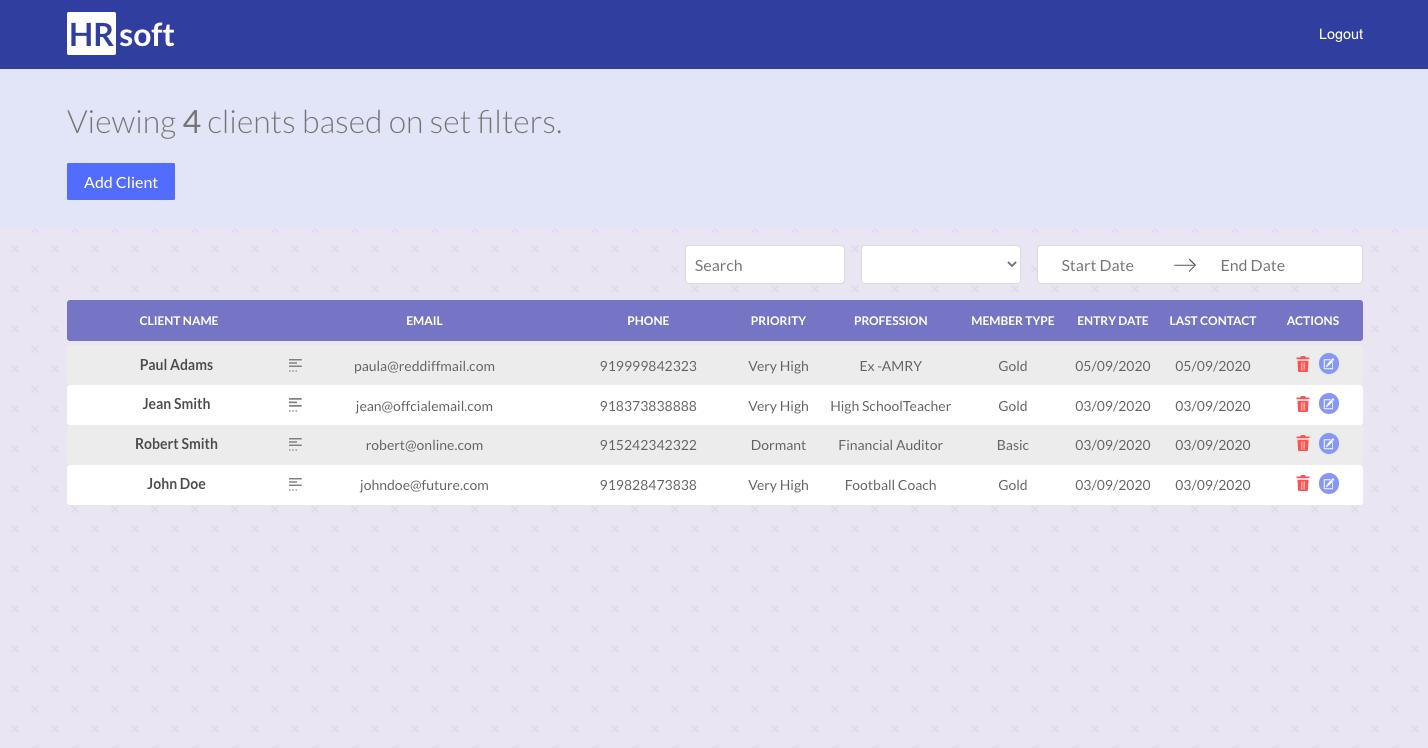 HRsoft
Logout
Viewing 4 clients based on set filters.
Add Client
Search
Start Date
End Date
CLIENT NAME EMAIL PHONE PRIORITY PROFESSION MEMBER TYPE ENTRY DATE LAST CONTACT ACTIONS
Paul Adams paula@reddiffmail.com 919999842323 Very High Ex -AMRY Gold 05/09/2020 05/09/2020
Jean Smith jean@offcialemail.com 918373838888 Very High High SchoolTeacher Gold 03/09/2020 03/09/2020
Robert Smith robert@online.com 915242342322 Dormant Financial Auditor Basic 03/09/2020 03/09/2020
John Doe johndoe@future.com 919828473838 Very High Football Coach Gold 03/09/2020 03/09/2020